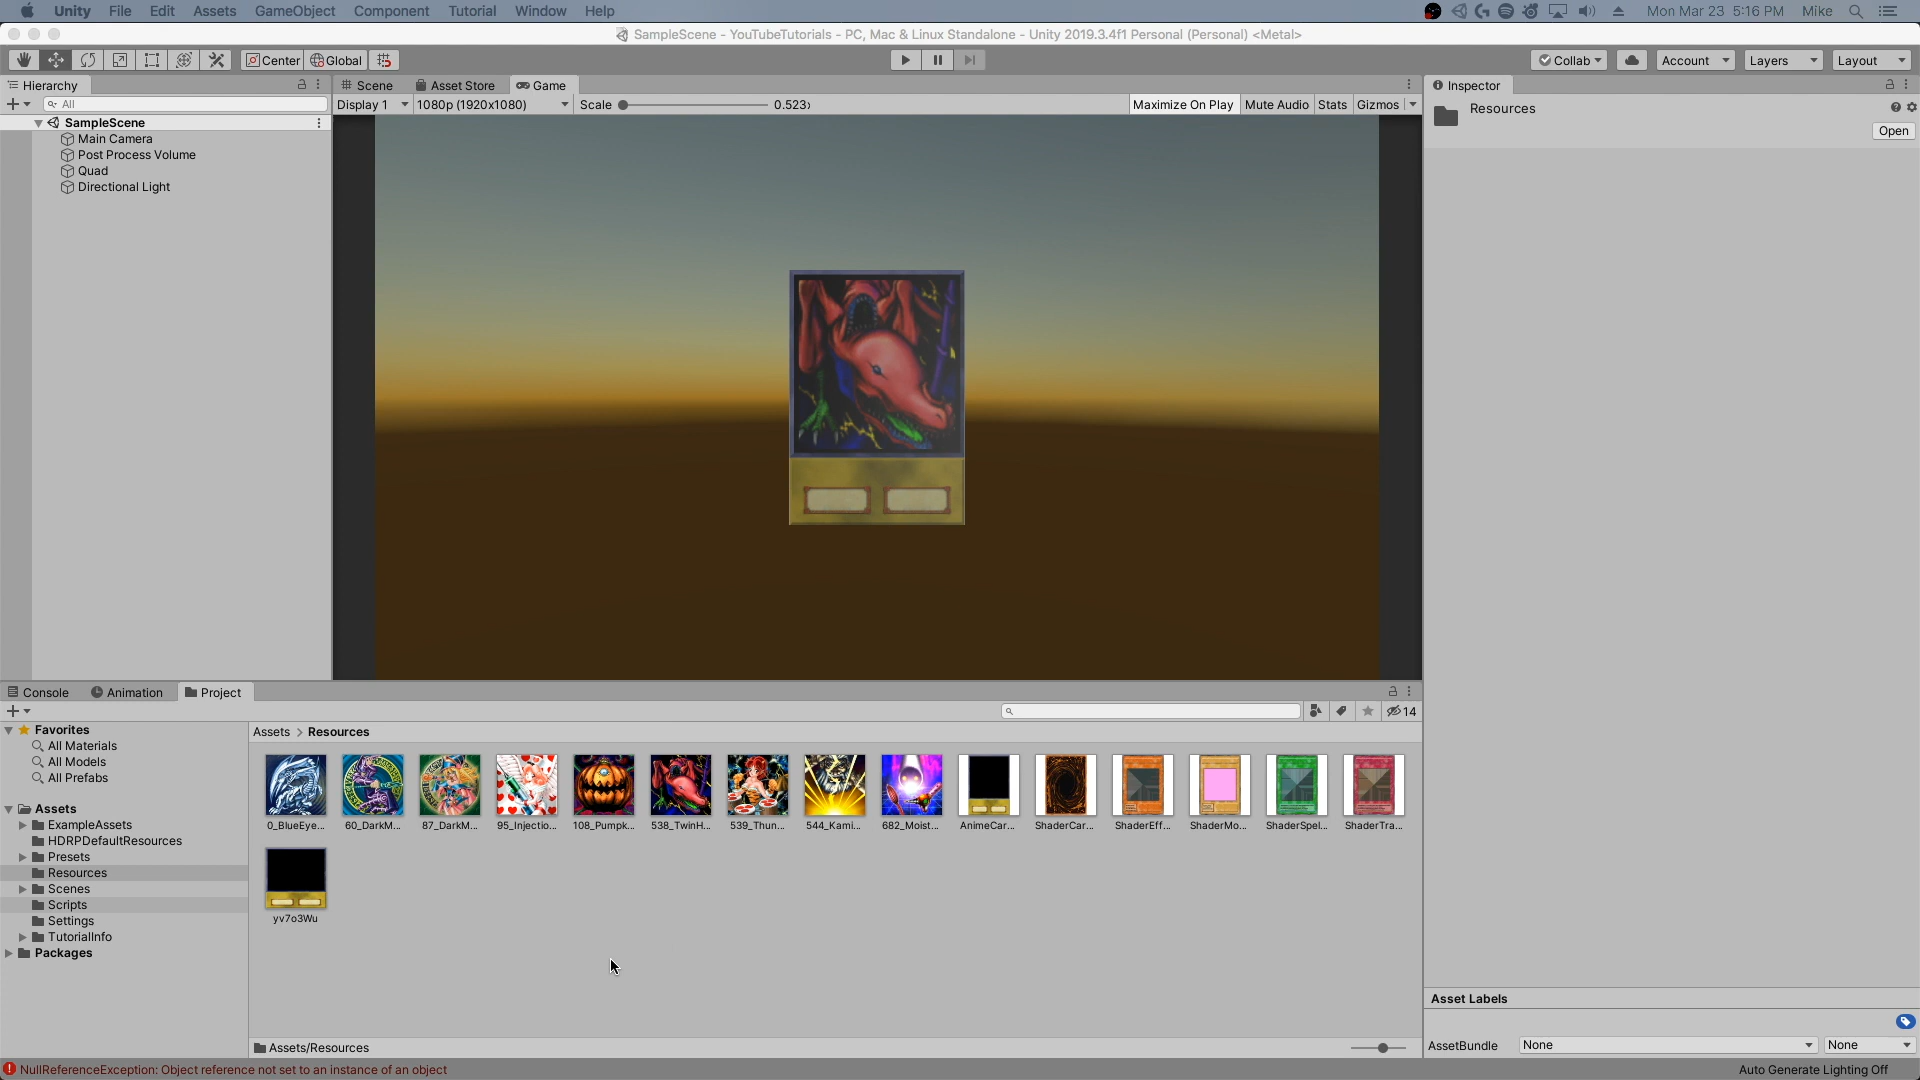 Unity File Edit Assets GameObject Component Tutorial Window Help Mon Mar 23 5:16 PM Mike
SampleScene - YouTubeTutorials - PC, Mac & Linux Standalone - Unity 2019.3.4f1 Personal (Personal) <Metal>
Center Global Collab Account Layers Layout
Hierarchy Scene Asset Store Game Inspector
All Display 1 1080p (1920x1080) Scale 0.523x Maximize On Play Mute Audio Stats Gizmos Resources
Open
SampleScene
Main Camera
Post Process Volume
Quad
Directional Light
Console Animation Project
14
Favorites Assets > Resources
All Materials
All Models
All Prefabs
Assets
ExampleAssets
HDRPDefaultResources
Presets
Resources
Scenes
Scripts
Settings
TutorialInfo
Packages
0_BlueEye... 60_DarkM... 87_DarkM... 95_Injectio... 108_Pumpk... 538_TwinH... 539_Thun... 544_Kami... 682_Moist... AnimeCar... ShaderCar... ShaderEff... ShaderMo... ShaderSpel... ShaderTra...
yv7o3Wu
Assets/Resources
Asset Labels
AssetBundle None None
NullReferenceException: Object reference not set to an instance of an object Auto Generate Lighting Off